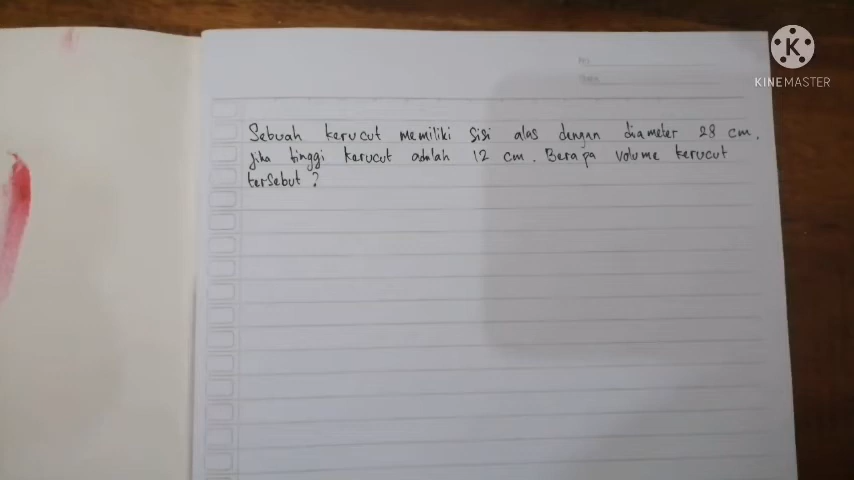 KINEMASTER
Sebuah kerucut memiliki sisi alas dengan diameter 28 cm.
Jika tinggi kerucut adalah 12 cm. Berapa volume kerucut
tersebut ?